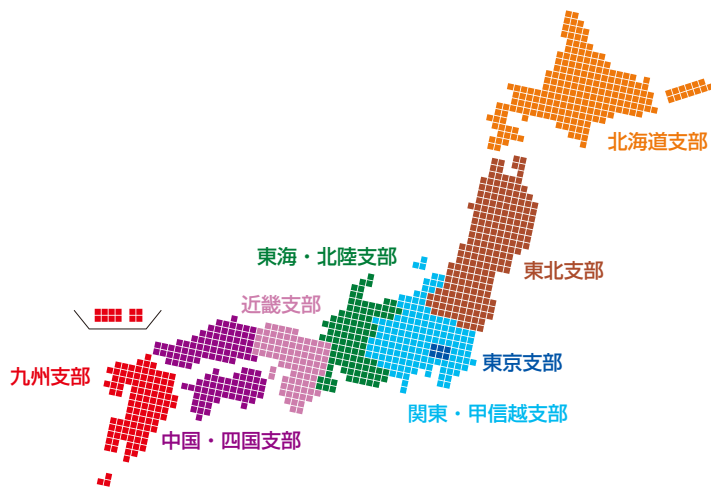 北海道支部
東海・北陸支部
東北支部
近畿支部
東京支部
九州支部
関東・甲信越支部
中国・四国支部